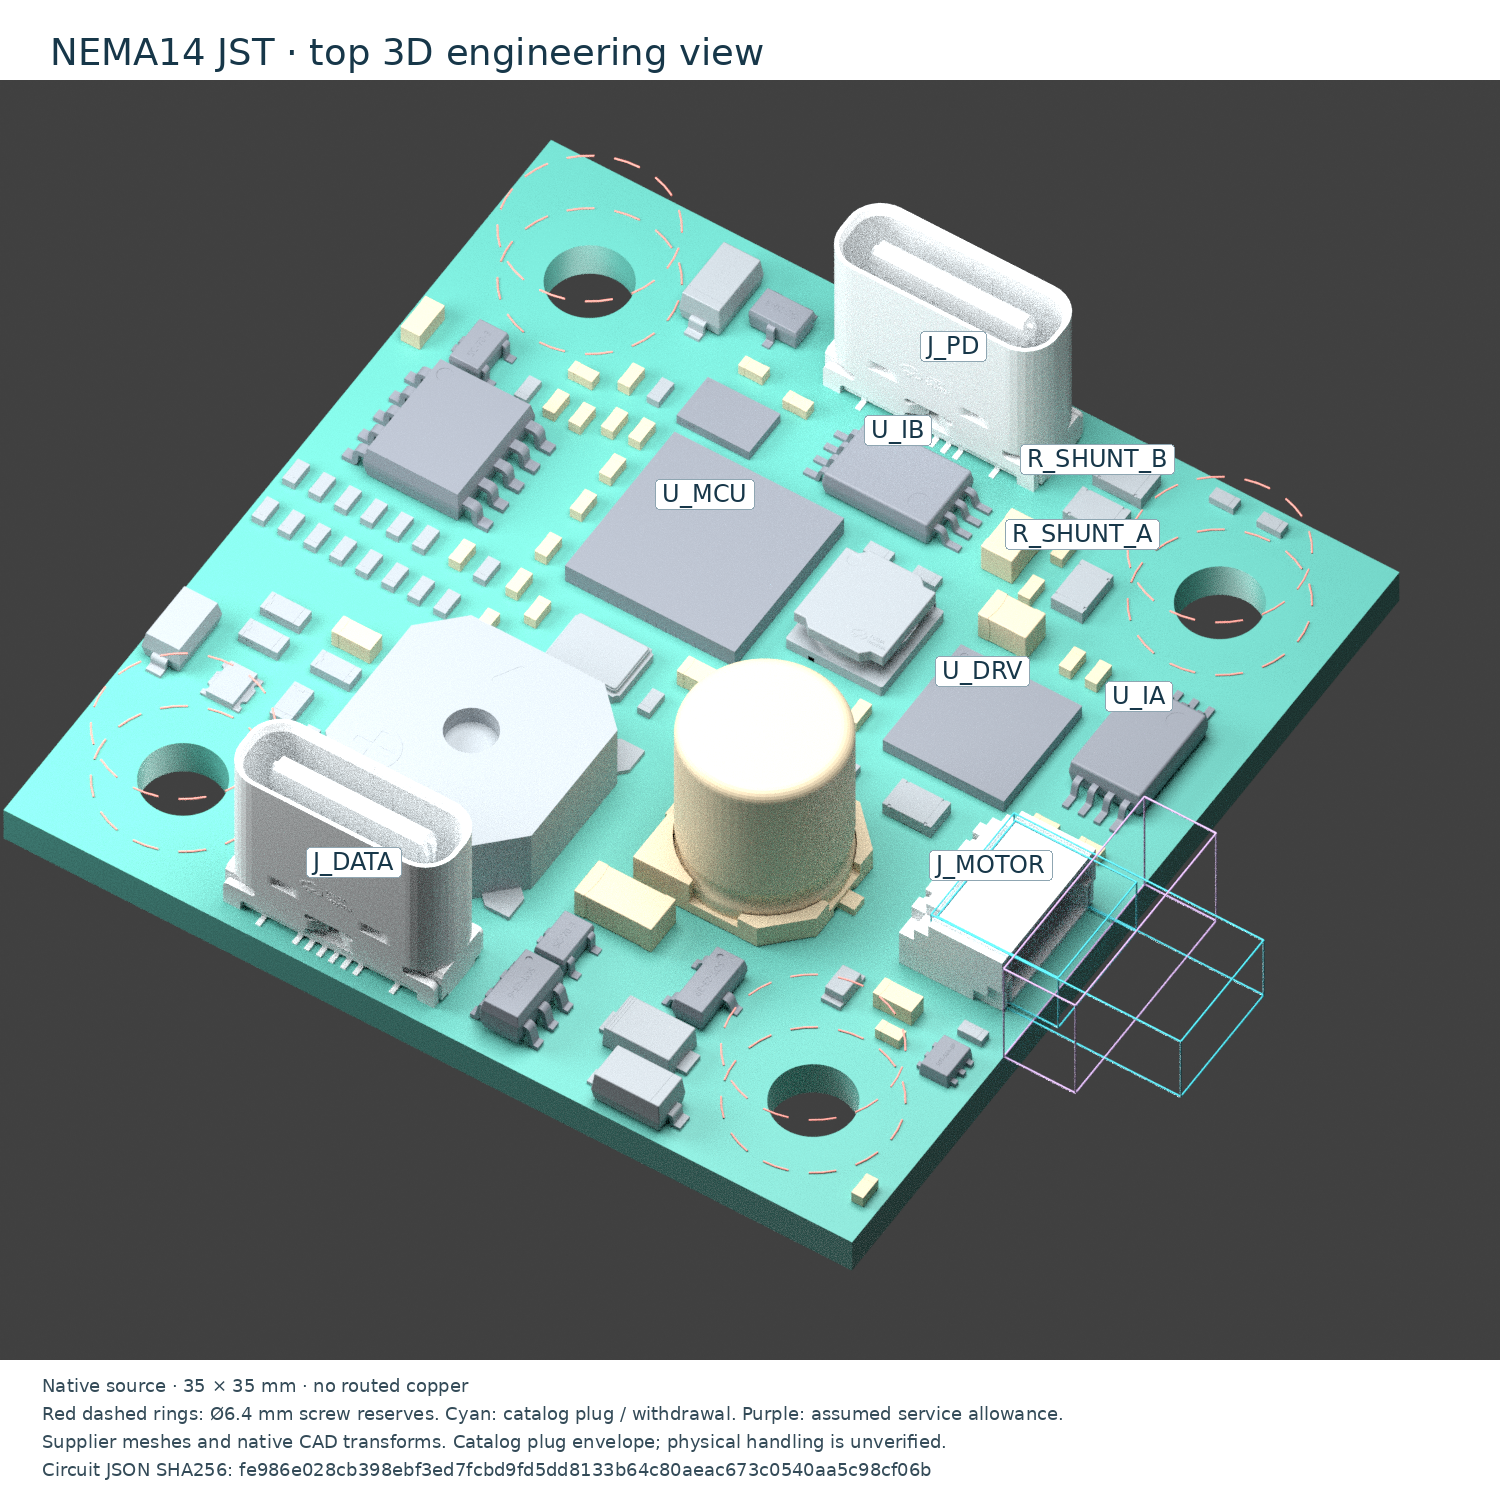 NEMA14 JST · top 3D engineering view
J_PD
U_IB
R_SHUNT_B
U_MCU
R_SHUNT_A
U_DRV
U_IA
J_DATA
J_MOTOR
Native source · 35 × 35 mm · no routed copper
Red dashed rings: Ø6.4 mm screw reserves. Cyan: catalog plug / withdrawal. Purple: assumed service allowance.
Supplier meshes and native CAD transforms. Catalog plug envelope; physical handling is unverified.
Circuit JSON SHA256: fe986e028cb398ebf3ed7fcbd9fd5dd8133b64c80aeac673c0540aa5c98cf06b